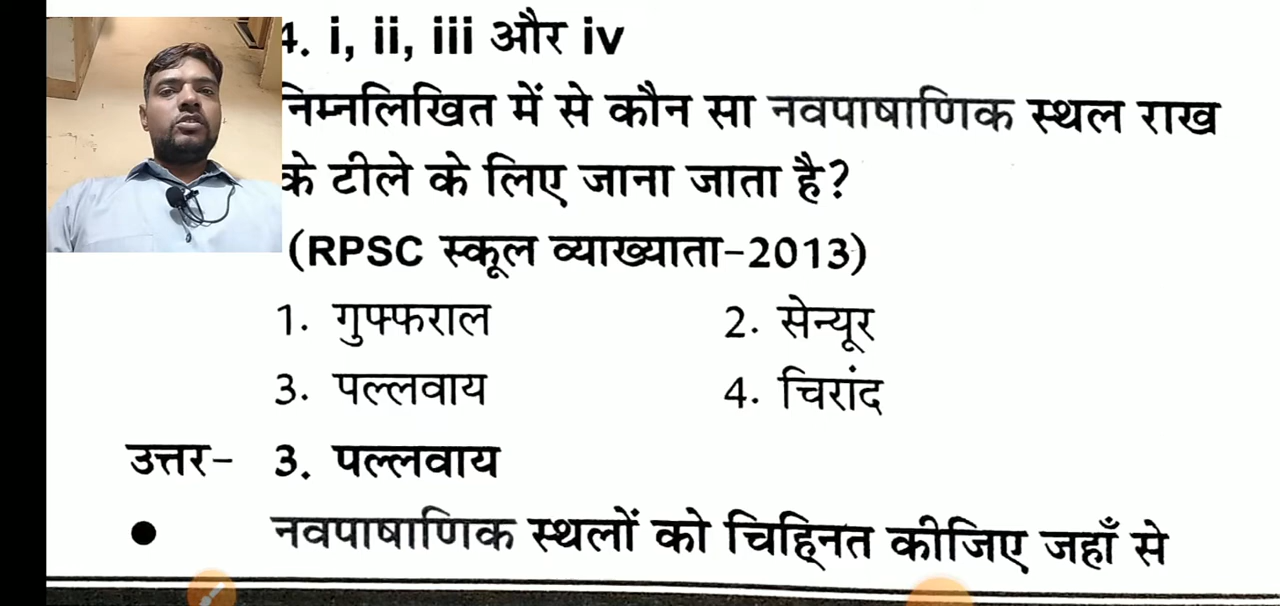 4. i, ii, iii और iv
निम्नलिखित में से कौन सा नवपाषाणिक स्थल राख
के टीले के लिए जाना जाता है?
(RPSC स्कूल व्याख्याता-2013)
1. गुफ्फराल 2. सेन्यूर
3. पल्लवाय 4. चिरांद
उत्तर- 3. पल्लवाय
● नवपाषाणिक स्थलों को चिह्नित कीजिए जहाँ से